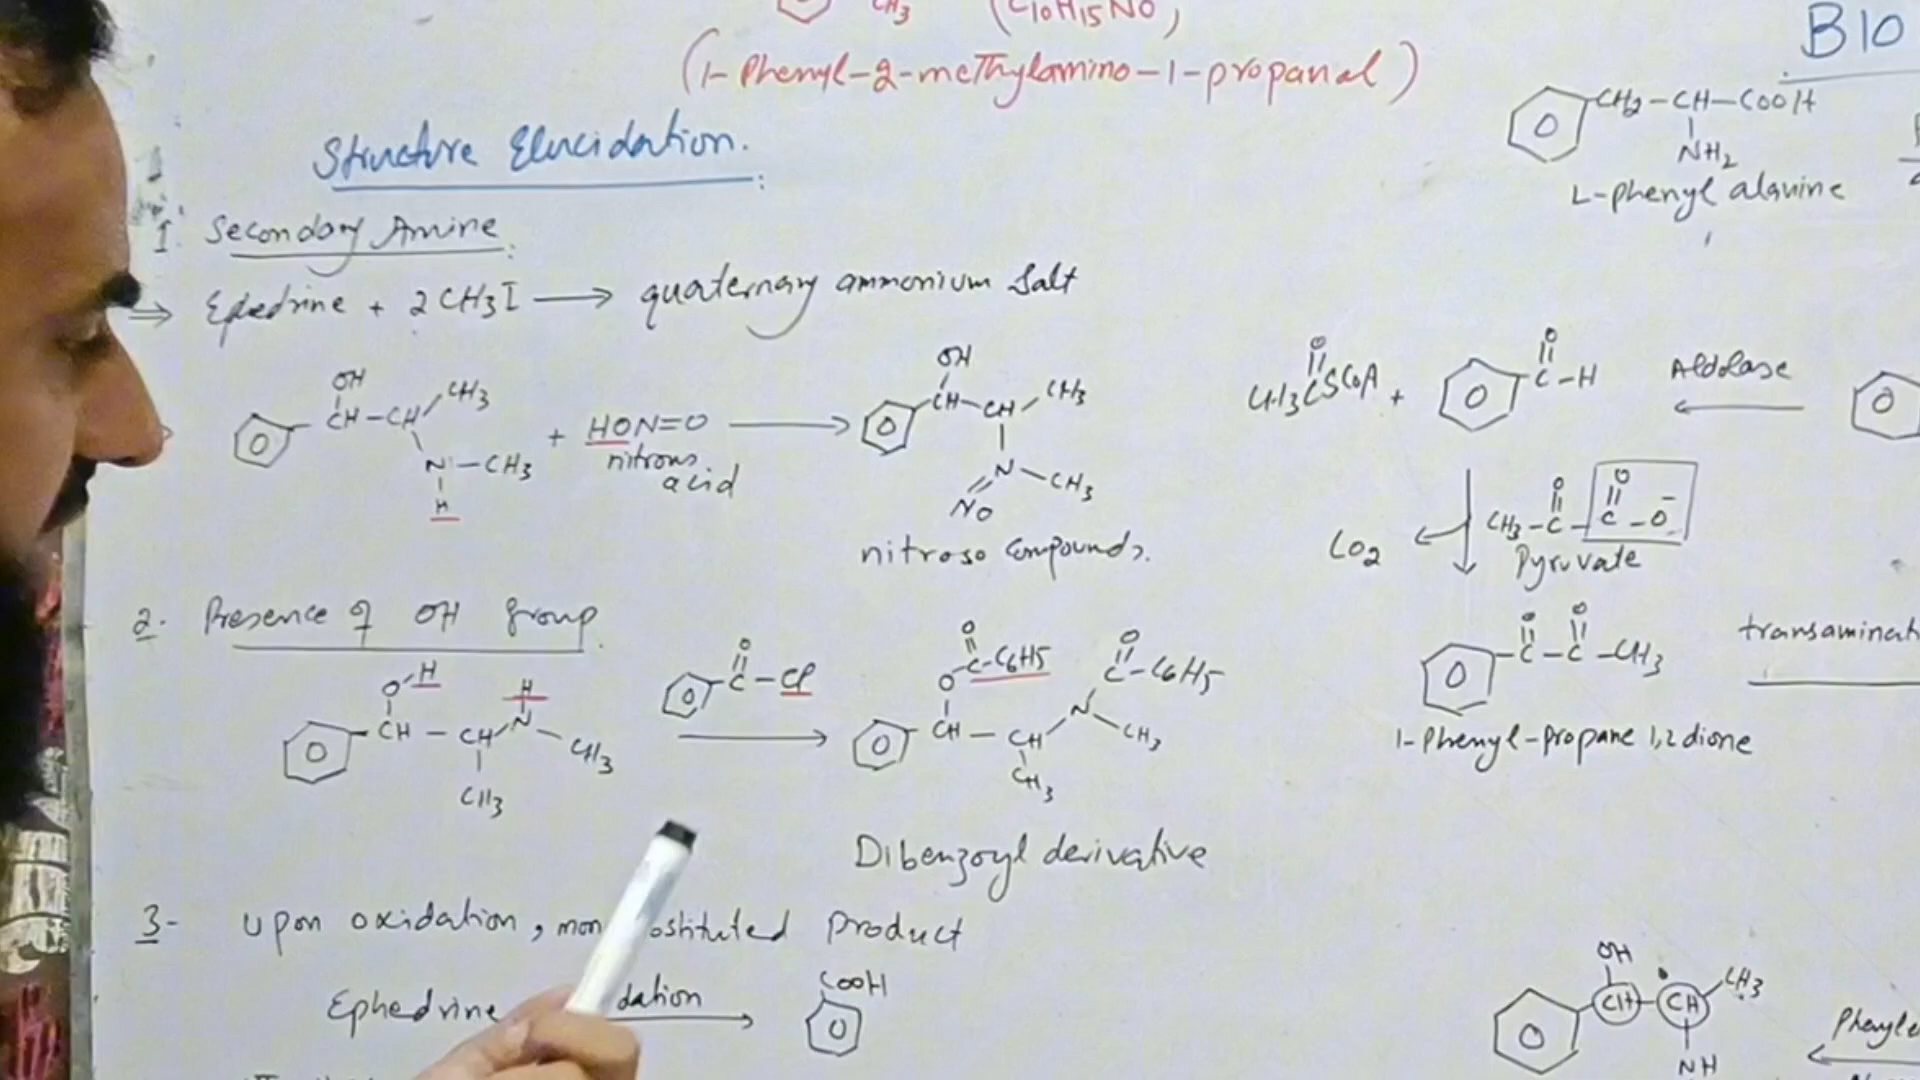 CH3 (C10H15NO)
(1-Phenyl-2-methylamino-1-propanal)
Structure Elucidation.
1. Secondary Amine
⇒ Ephedrine + 2CH3I ⟶ quaternary ammonium Salt
OH
CH-CH CH3
N-CH3
H
+ HON=O ⟶
nitrous
acid
OH
CH-CH CH3
N CH3
NO
nitroso Compounds.
2. Presence of OH group
O-H H
CH - CH N CH3
CH3
O
C-Cl
O O
C-C6H5 C-C6H5
O N
CH - CH CH3
CH3
Dibenzoyl derivative
3- Upon oxidation, mon ostituted Product
Ephedrine dation COOH
BIO
CH2-CH-COOH
NH2
L-phenyl alanine
O O
CH3CSCoA + C-H Aldolase
CO2
O O
CH3-C-C-O-
Pyruvate
O O
C-C-CH3
transaminati
1-Phenyl-propane 1,2 dione
OH
CH CH CH3
NH
Phenyle